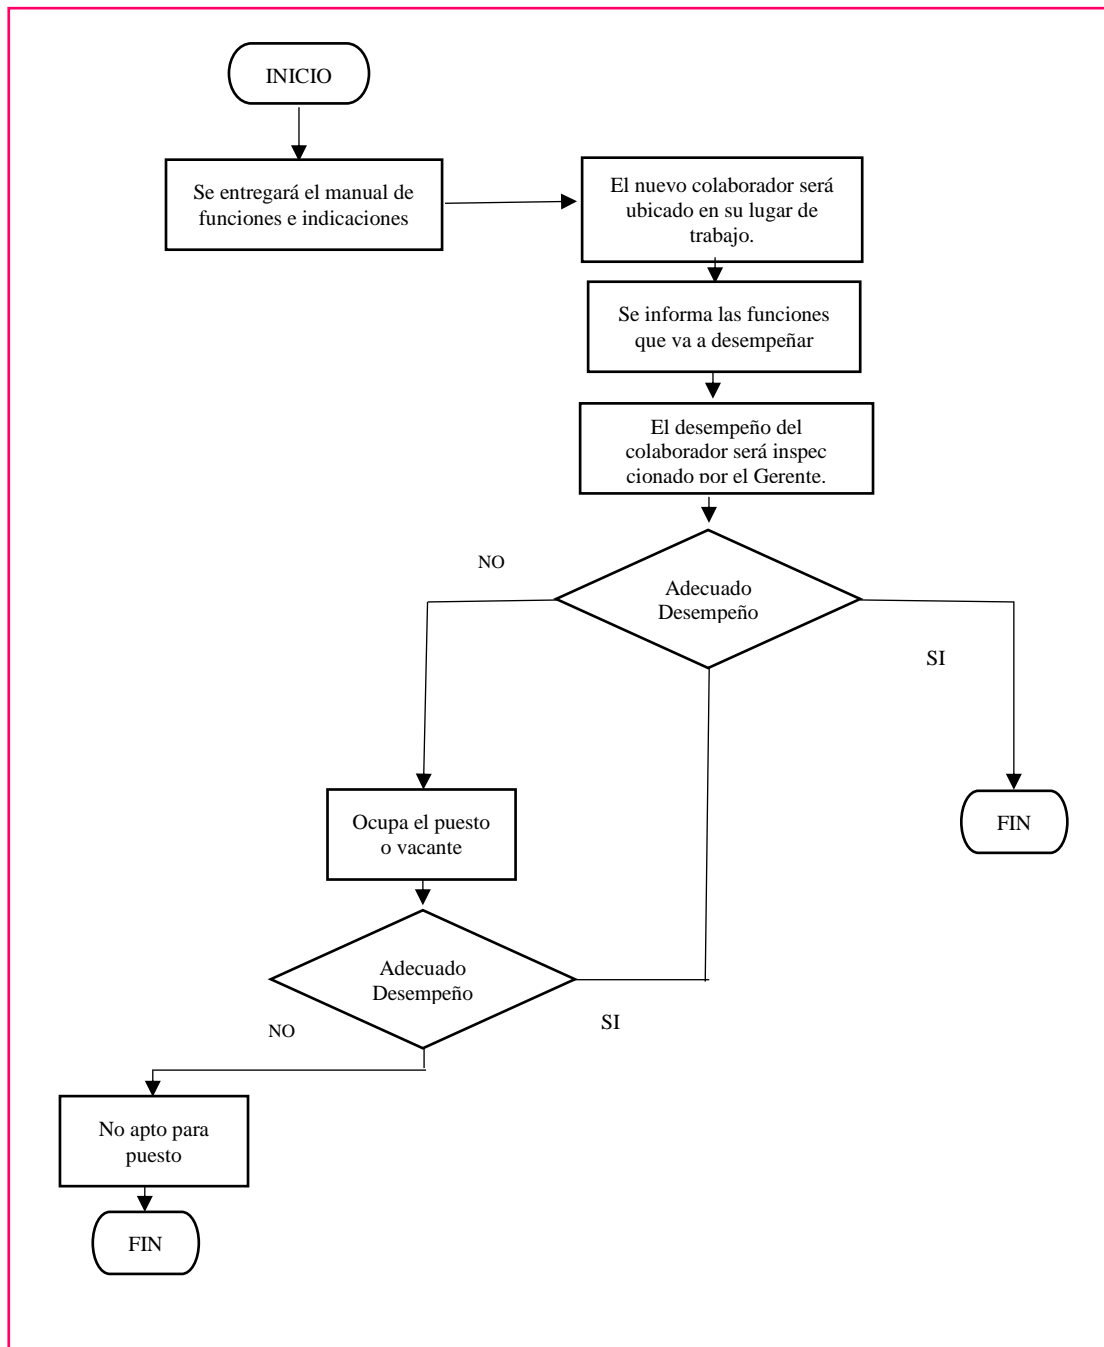 INICIO
Se entregará el manual de
funciones e indicaciones
El nuevo colaborador será
ubicado en su lugar de
trabajo.
Se informa las funciones
que va a desempeñar
El desempeño del
colaborador será inspec
cionado por el Gerente.
NO
Adecuado
Desempeño
SI
Ocupa el puesto
o vacante
FIN
Adecuado
Desempeño
NO
SI
No apto para
puesto
FIN